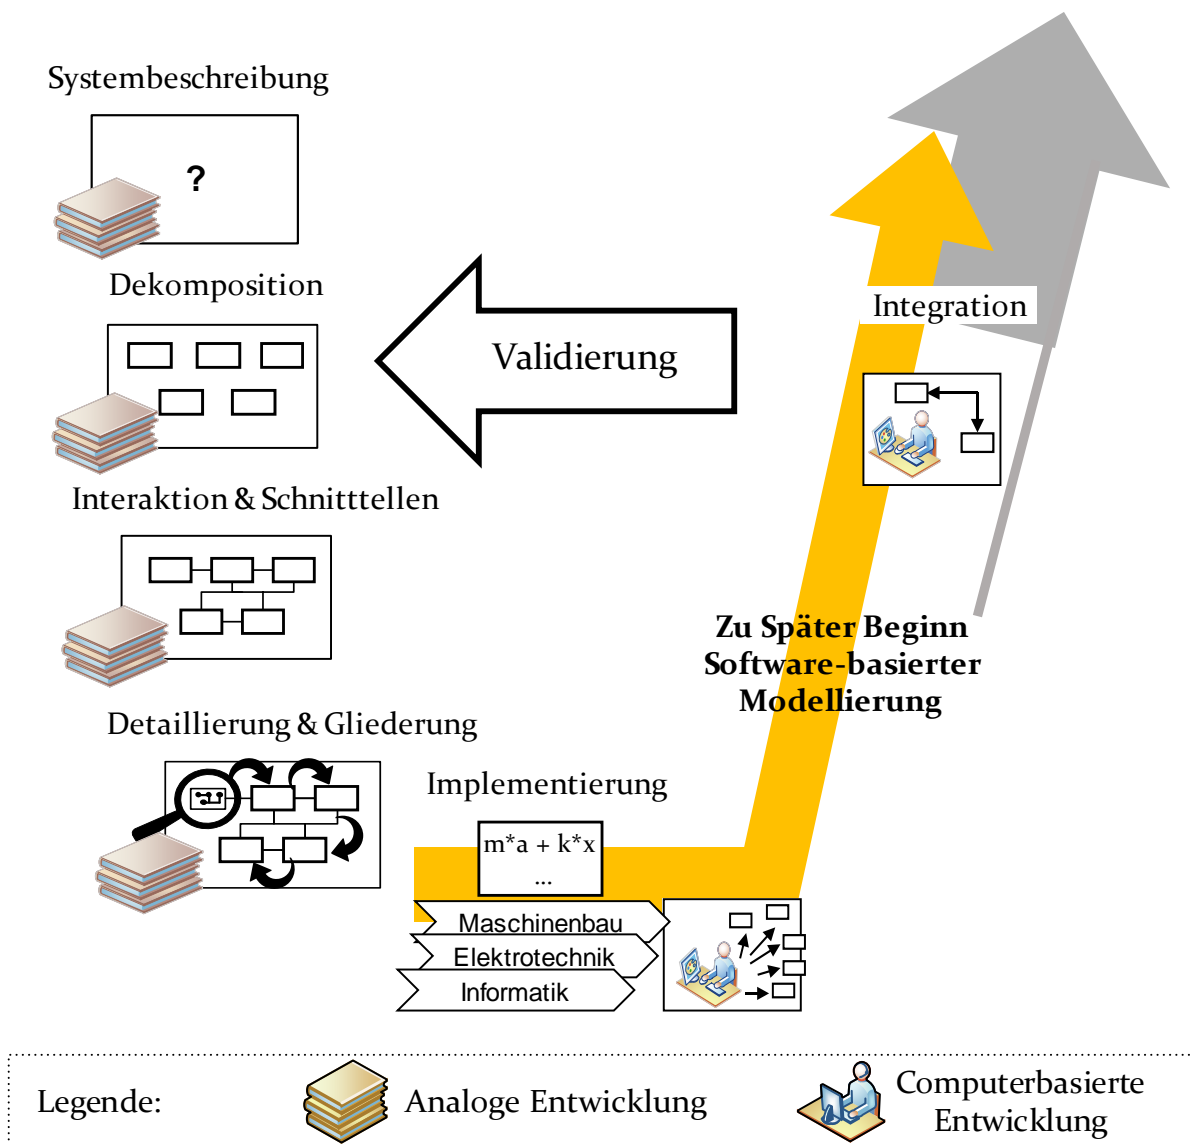 Systembeschreibung
?
Dekomposition
Integration
Validierung
Interaktion & Schnitttellen
Zu Später Beginn
Software-basierter
Modellierung
Detaillierung & Gliederung
Implementierung
m*a + k*x
...
Maschinenbau
Elektrotechnik
Informatik
Legende:
Analoge Entwicklung
Computerbasierte
Entwicklung